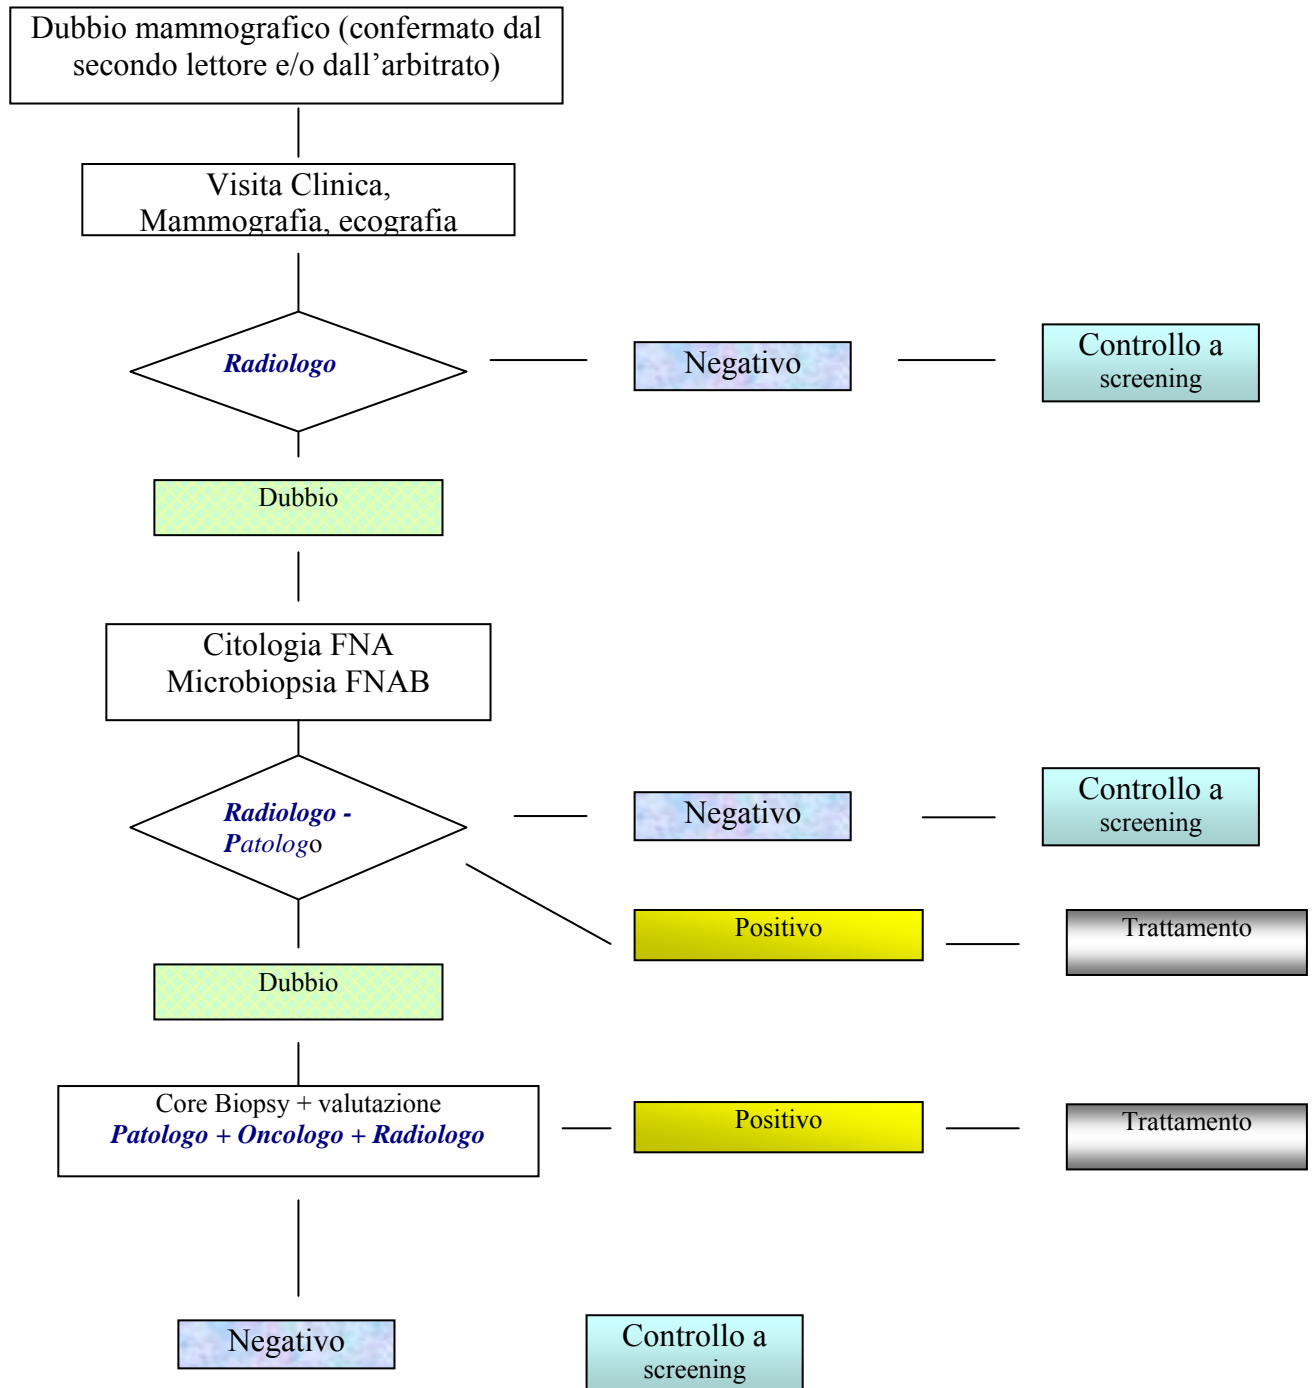 Dubbio mammografico (confermato dal
secondo lettore e/o dall’arbitrato)
Visita Clinica,
Mammografia, ecografia
Radiologo
Negativo
Controllo a
screening
Dubbio
Citologia FNA
Microbiopsia FNAB
Radiologo -
Patologo
Negativo
Controllo a
screening
Positivo
Trattamento
Dubbio
Core Biopsy + valutazione
Patologo + Oncologo + Radiologo
Positivo
Trattamento
Negativo
Controllo a
screening